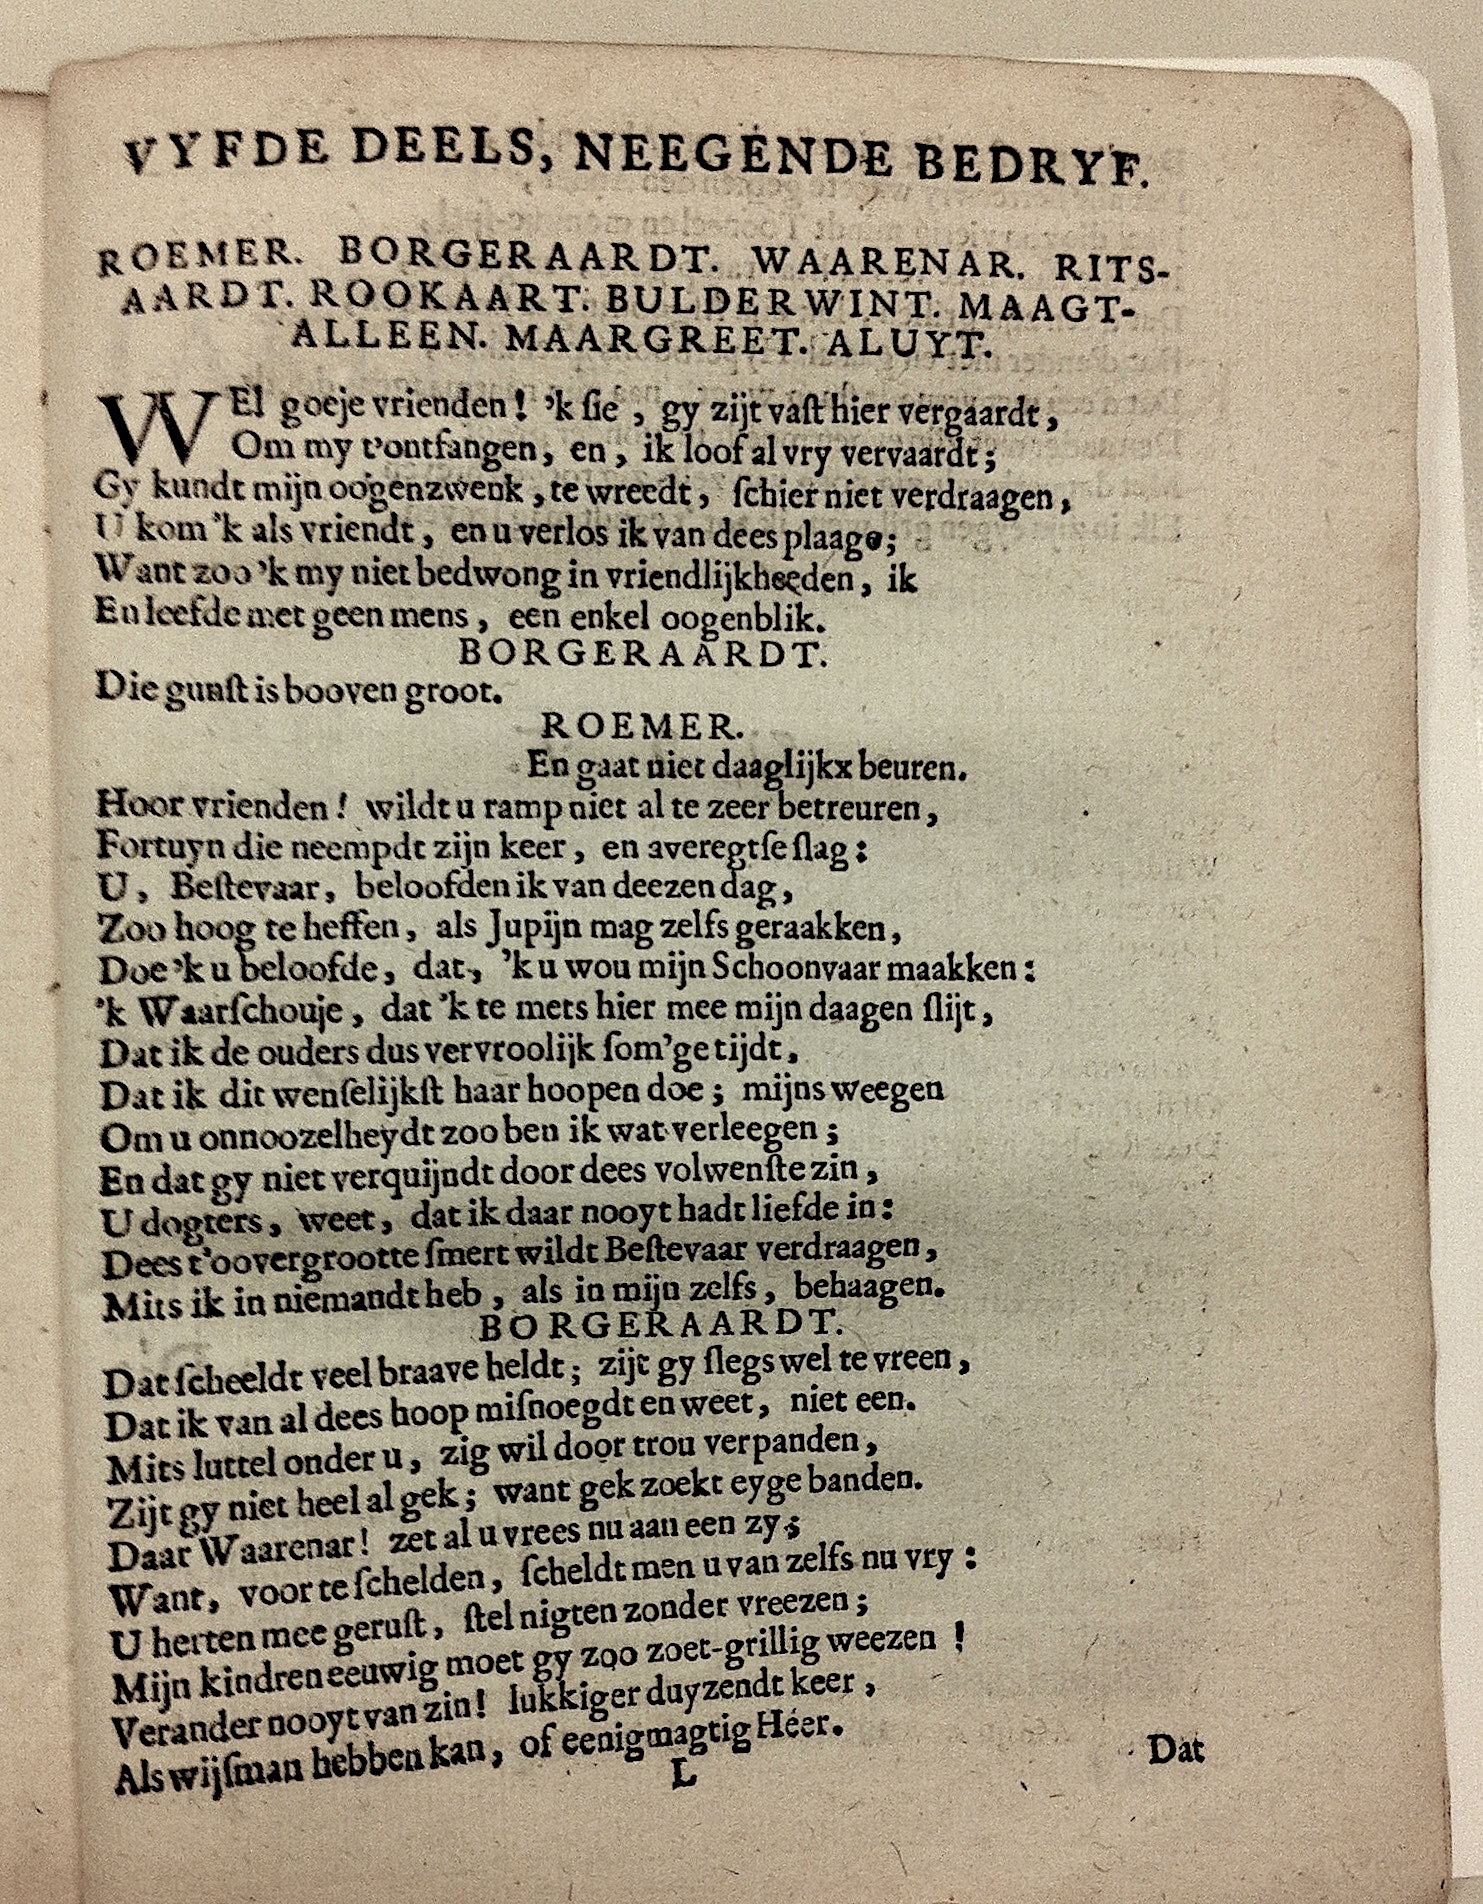 VYFDE DEELS, NEEGENDE BEDRYF.
ROEMER. BORGERAARDT. WAARENAR. RITS-
AARDT. ROOKAART. BULDERWINT. MAAGT-
ALLEEN. MAARGREET. ALUYT.
WEl goeje vrienden! 'k ſie, gy zijt vaſt hier vergaardt,
Om my t'ontfangen, en, ik loof al vry vervaardt;
Gy kundt mijn oogenzwenk, te wreedt, ſchier niet verdraagen,
U kom 'k als vriendt, en u verlos ik van dees plaage;
Want zoo 'k my niet bedwong in vriendlijkheeden, ik
En leefde met geen mens, een enkel oogenblik.
BORGERAARDT.
Die gunſt is booven groot.
ROEMER.
En gaat niet daaglijkx beuren.
Hoor vrienden! wildt u ramp niet al te zeer betreuren,
Fortuyn die neempdt zijn keer, en averegtſe ſlag:
U, Beſtevaar, beloofden ik van deezen dag,
Zoo hoog te heffen, als Jupijn mag zelfs geraakken,
Doe 'k u beloofde, dat, 'k u wou mijn Schoonvaar maakken:
'k Waarſchouje, dat 'k te mets hier mee mijn daagen ſlijt,
Dat ik de ouders dus vervroolijk ſom'ge tijdt,
Dat ik dit wenſelijkſt haar hoopen doe; mijns weegen
Om u onnoozelheydt zoo ben ik wat verleegen;
En dat gy niet verquijndt door dees volwenſte zin,
U dogters, weet, dat ik daar nooyt hadt liefde in:
Dees t'oovergrootte ſmert wildt Beſtevaar verdraagen,
Mits ik in niemandt heb, als in mijn zelfs, behaagen.
BORGERAARDT.
Dat ſcheeldt veel braave heldt; zijt gy ſlegs wel te vreen,
Dat ik van al dees hoop miſnoegdt en weet, niet een.
Mits luttel onder u, zig wil door trou verpanden,
Zijt gy niet heel al gek; want gek zoekt eyge banden.
Daar Waarenar! zet al u vrees nu aan een zy;
Want, voor te ſchelden, ſcheldt men u van zelfs nu vry:
U herten mee geruſt, ſtel nigten zonder vreezen;
Mijn kindren eeuwig moet gy zoo zoet-grillig weezen!
Verander nooyt van zin! lukkiger duyzendt keer,
Als wijſman hebben kan, of eenig magtig Heer.
L
Dat